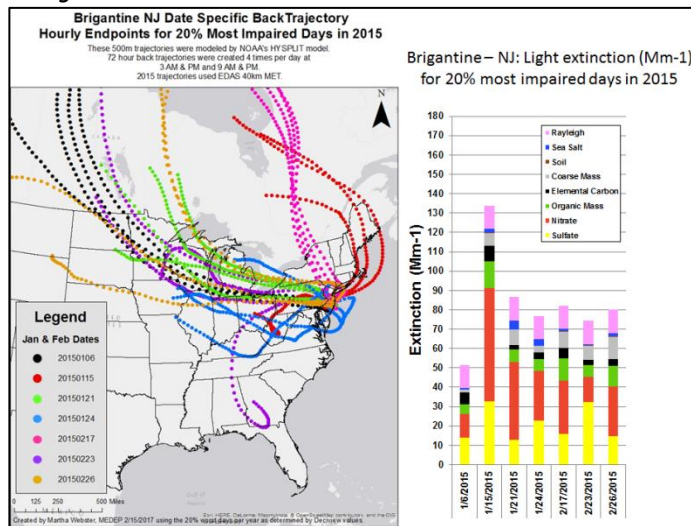 Brigantine NJ Date Specific BackTrajectory
Hourly Endpoints for 20% Most Impaired Days in 2015
These 500m trajectories were modeled by NOAA's HYSPLIT model.
72 hour back trajectories were created 4 times per day at
3 AM & PM and 9 AM & PM.
2015 trajectories used EDAS 40km MET.
N
Legend
Jan & Feb Dates
20150106
20150115
20150121
20150124
20150217
20150223
20150226
500 Miles
Created by Martha Webster, MEDEP 2/15/2017 using the 20% worst days per year as determined by Deciview values.
Brigantine – NJ: Light extinction (Mm-1)
for 20% most impaired days in 2015
Extinction (Mm-1)
180
170
160
150
140
130
120
110
100
90
80
70
60
50
40
30
20
10
0
Rayleigh
Sea Salt
Soil
Coarse Mass
Elemental Carbon
Organic Mass
Nitrate
Sulfate
1/6/2015
1/15/2015
1/21/2015
1/24/2015
2/17/2015
2/23/2015
2/26/2015